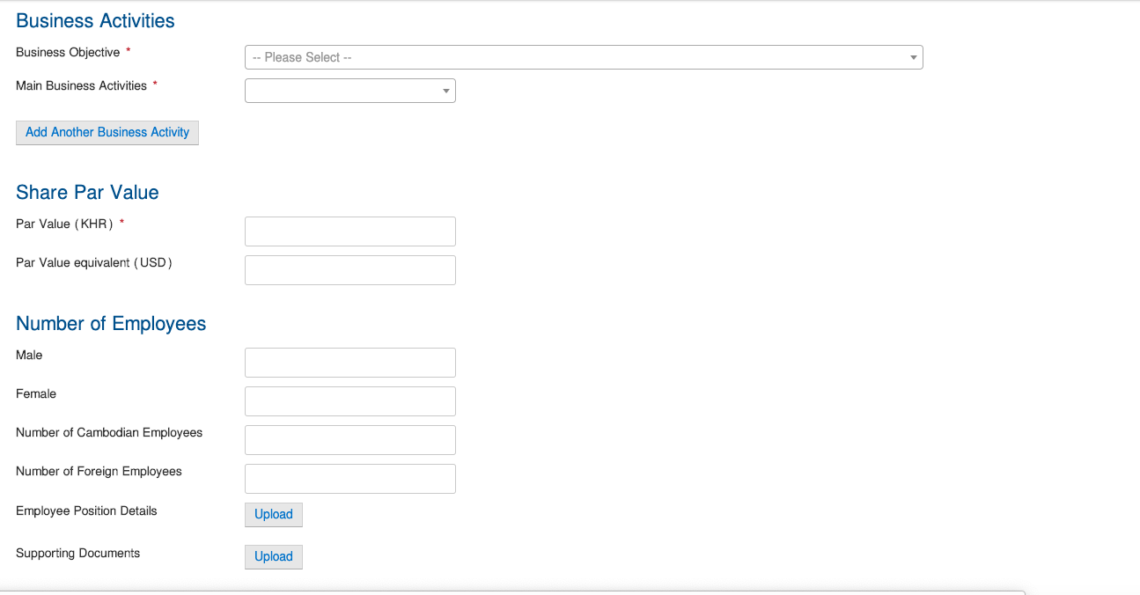 Business Activities
Business Objective *
-- Please Select --
Main Business Activities *
Add Another Business Activity
Share Par Value
Par Value (KHR) *
Par Value equivalent (USD)
Number of Employees
Male
Female
Number of Cambodian Employees
Number of Foreign Employees
Employee Position Details
Upload
Supporting Documents
Upload